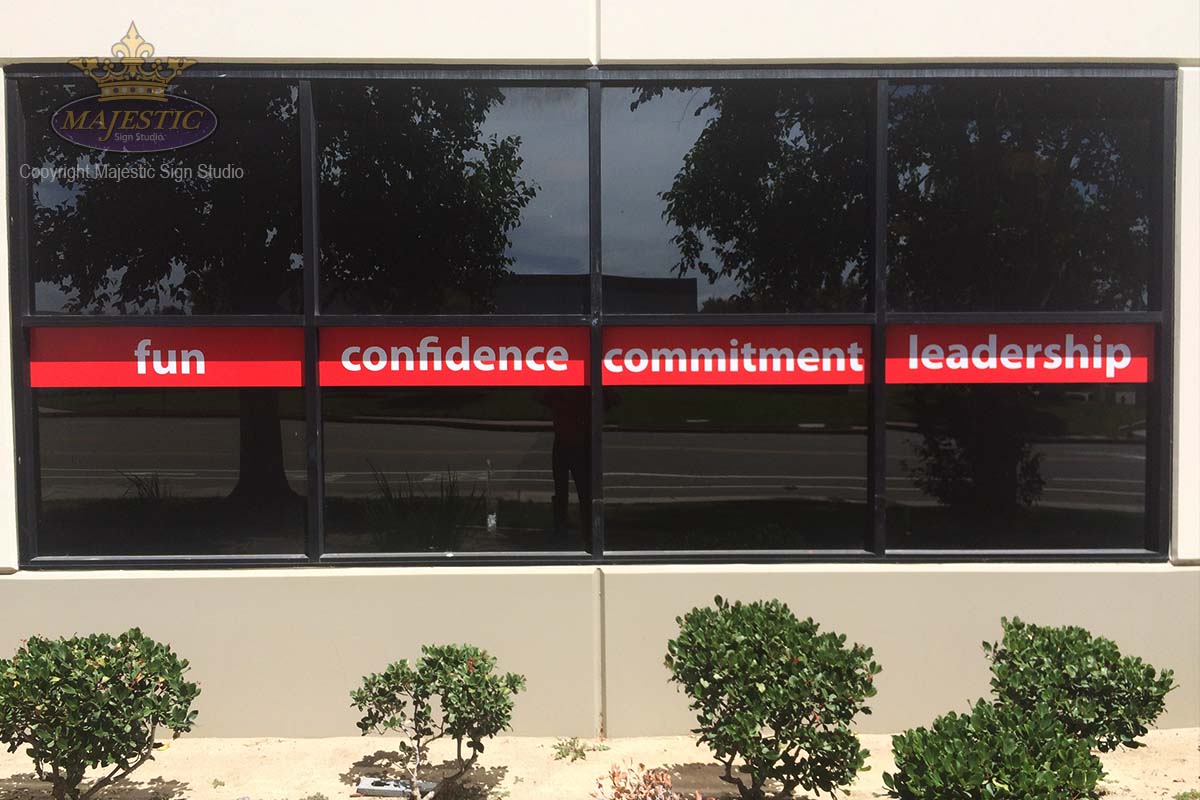 MAJESTIC
Sign Studio
Copyright Majestic Sign Studio
fun confidence commitment leadership